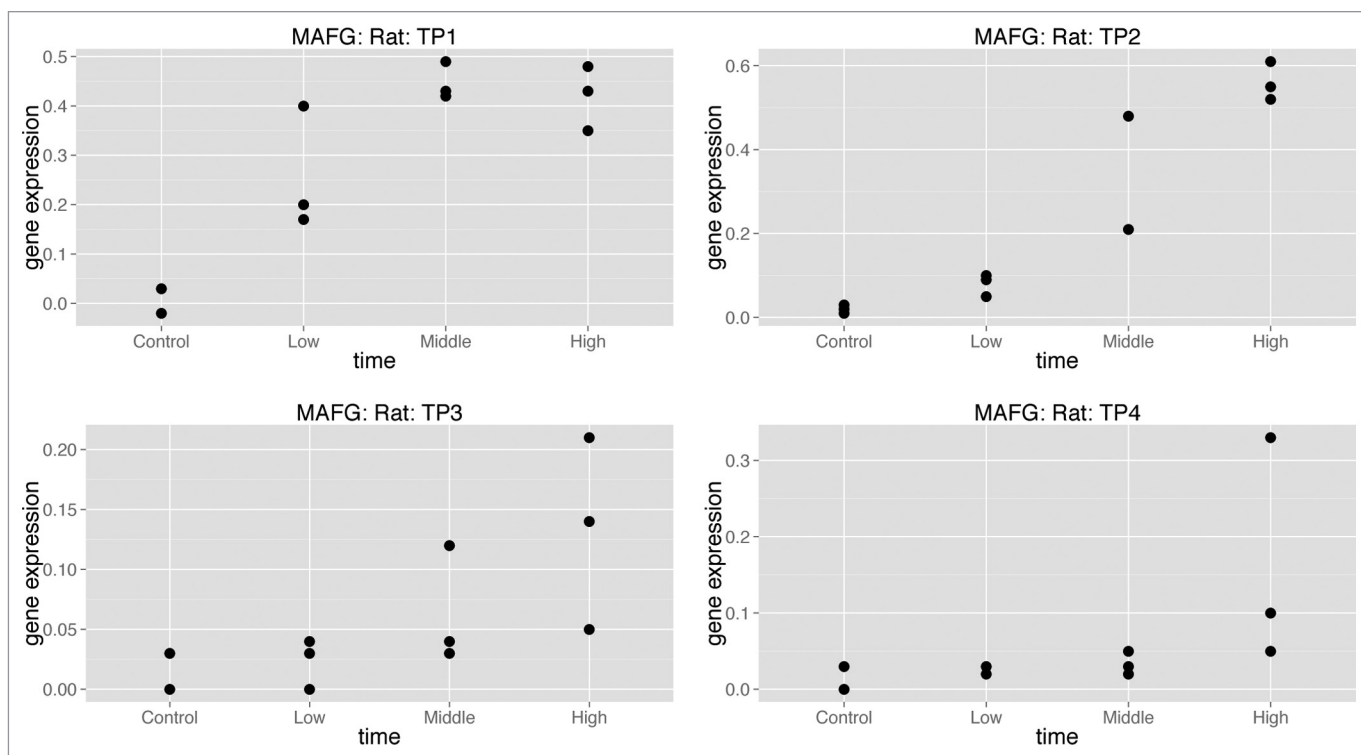 MAFG: Rat: TP1
gene expression
0.5
0.4
0.3
0.2
0.1
0.0
Control Low Middle High
time
MAFG: Rat: TP2
gene expression
0.6
0.4
0.2
0.0
Control Low Middle High
time
MAFG: Rat: TP3
gene expression
0.20
0.15
0.10
0.05
0.00
Control Low Middle High
time
MAFG: Rat: TP4
gene expression
0.3
0.2
0.1
0.0
Control Low Middle High
time